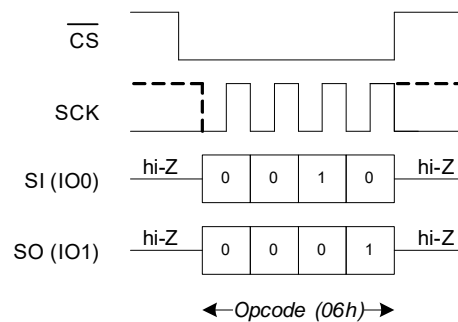 CS
SCK
hi-Z 0 0 1 0 hi-Z
SI (IO0)
hi-Z 0 0 0 1 hi-Z
SO (IO1)
Opcode (06h)